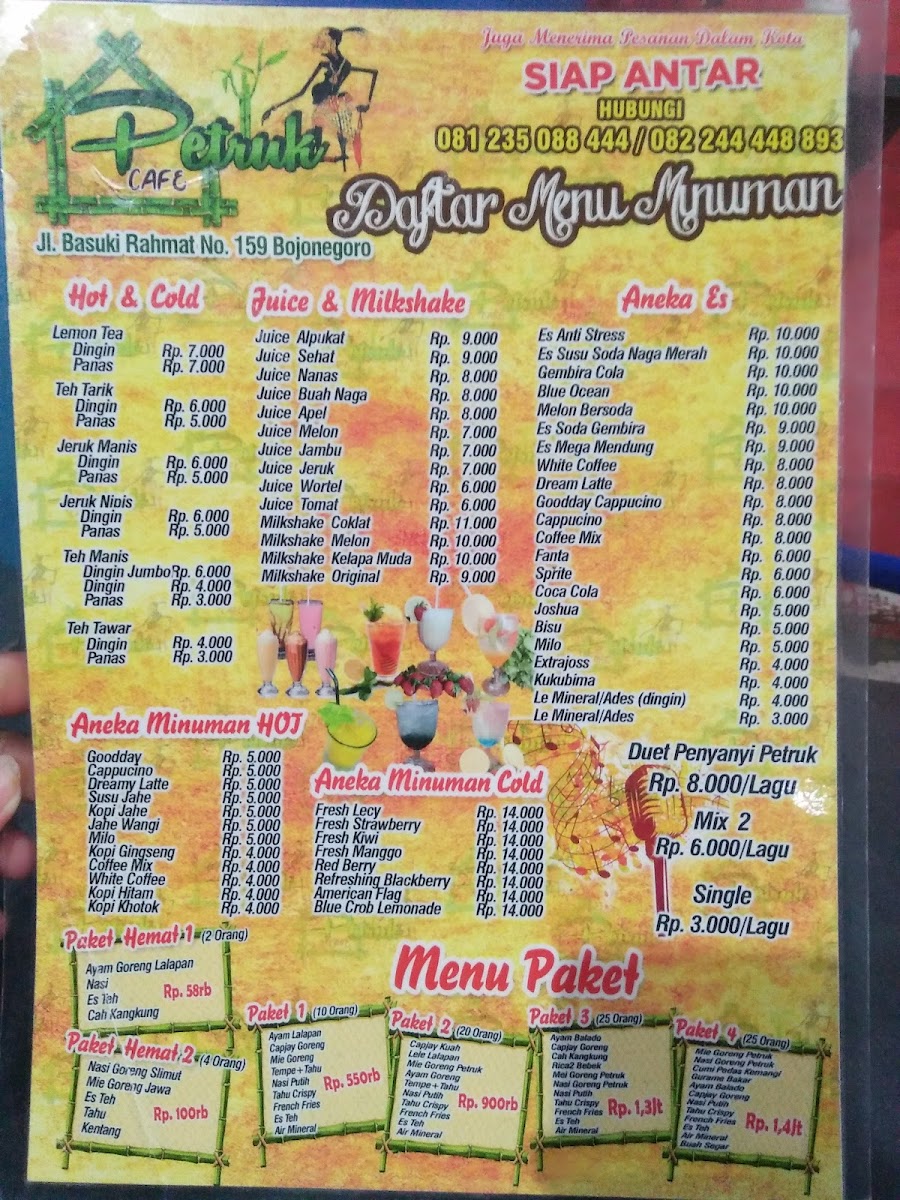 Petruk
CAFE
Jl. Basuki Rahmat No. 159 Bojonegoro
Juga Menerima Pesanan Dalam Kota
SIAP ANTAR
HUBUNGI
081 235 088 444 / 082 244 448 893
Daftar Menu Minuman
Hot & Cold
Lemon Tea
Dingin Rp. 7.000
Panas Rp. 7.000
Teh Tarik
Dingin Rp. 6.000
Panas Rp. 5.000
Jeruk Manis
Dingin Rp. 6.000
Panas Rp. 5.000
Jeruk Nipis
Dingin Rp. 6.000
Panas Rp. 5.000
Teh Manis
Dingin Jumbo Rp. 6.000
Dingin Rp. 4.000
Panas Rp. 3.000
Teh Tawar
Dingin Rp. 4.000
Panas Rp. 3.000
Juice & Milkshake
Juice Alpukat Rp. 9.000
Juice Sehat Rp. 9.000
Juice Nanas Rp. 8.000
Juice Buah Naga Rp. 8.000
Juice Apel Rp. 8.000
Juice Melon Rp. 7.000
Juice Jambu Rp. 7.000
Juice Jeruk Rp. 7.000
Juice Wortel Rp. 6.000
Juice Tomat Rp. 6.000
Milkshake Coklat Rp. 11.000
Milkshake Melon Rp. 10.000
Milkshake Kelapa Muda Rp. 10.000
Milkshake Original Rp. 9.000
Aneka Es
Es Anti Stress Rp. 10.000
Es Susu Soda Naga Merah Rp. 10.000
Gembira Cola Rp. 10.000
Blue Ocean Rp. 10.000
Melon Bersoda Rp. 10.000
Es Soda Gembira Rp. 9.000
Es Mega Mendung Rp. 9.000
White Coffee Rp. 8.000
Dream Latte Rp. 8.000
Goodday Cappucino Rp. 8.000
Cappucino Rp. 8.000
Coffee Mix Rp. 8.000
Fanta Rp. 6.000
Sprite Rp. 6.000
Coca Cola Rp. 6.000
Joshua Rp. 5.000
Bisu Rp. 5.000
Milo Rp. 5.000
Extrajoss Rp. 4.000
Kukubima Rp. 4.000
Le Mineral/Ades (dingin) Rp. 4.000
Le Mineral/Ades Rp. 3.000
Aneka Minuman HOT
Goodday Rp. 5.000
Cappucino Rp. 5.000
Dreamy Latte Rp. 5.000
Susu Jahe Rp. 5.000
Kopi Jahe Rp. 5.000
Jahe Wangi Rp. 5.000
Milo Rp. 5.000
Kopi Gingseng Rp. 4.000
Coffee Mix Rp. 4.000
White Coffee Rp. 4.000
Kopi Hitam Rp. 4.000
Kopi Khotok Rp. 4.000
Aneka Minuman Cold
Fresh Lecy Rp. 14.000
Fresh Strawberry Rp. 14.000
Fresh Kiwi Rp. 14.000
Fresh Manggo Rp. 14.000
Red Berry Rp. 14.000
Refreshing Blackberry Rp. 14.000
American Flag Rp. 14.000
Blue Crob Lemonade Rp. 14.000
Duet Penyanyi Petruk
Rp. 8.000/Lagu
Mix 2
Rp. 6.000/Lagu
Single
Rp. 3.000/Lagu
Menu Paket
Paket Hemat 1 (2 Orang)
Ayam Goreng Lalapan
Nasi
Es Teh
Cah Kangkung
Rp. 58rb
Paket Hemat 2 (4 Orang)
Nasi Goreng Slimut
Mie Goreng Jawa
Es Teh
Tahu
Kentang
Rp. 100rb
Paket 1 (10 Orang)
Ayam Lalapan
Capjay Goreng
Mie Goreng
Tempe+Tahu
Nasi Putih
Tahu Crispy
French Fries
Es Teh
Air Mineral
Rp. 550rb
Paket 2 (20 Orang)
Capjay Kuah
Lele Lalapan
Mie Goreng Petruk
Ayam Goreng
Tempe+Tahu
Nasi Putih
Tahu Crispy
French Fries
Es Teh
Air Mineral
Rp. 900rb
Paket 3 (25 Orang)
Ayam Balado
Capjay Goreng
Cah Kangkung
Rica2 Bebek
Mei Goreng Petruk
Nasi Goreng Petruk
Nasi Putih
Tahu Crispy
French Fries
Es Teh
Air Mineral
Rp. 1,3jt
Paket 4 (25 Orang)
Mie Goreng Petruk
Nasi Goreng Petruk
Cumi Pedas Kemangi
Gurame Bakar
Ayam Balado
Capjay Goreng
Nasi Putih
Tahu Crispy
French Fries
Es Teh
Air Mineral
Buah Segar
Rp. 1,4jt